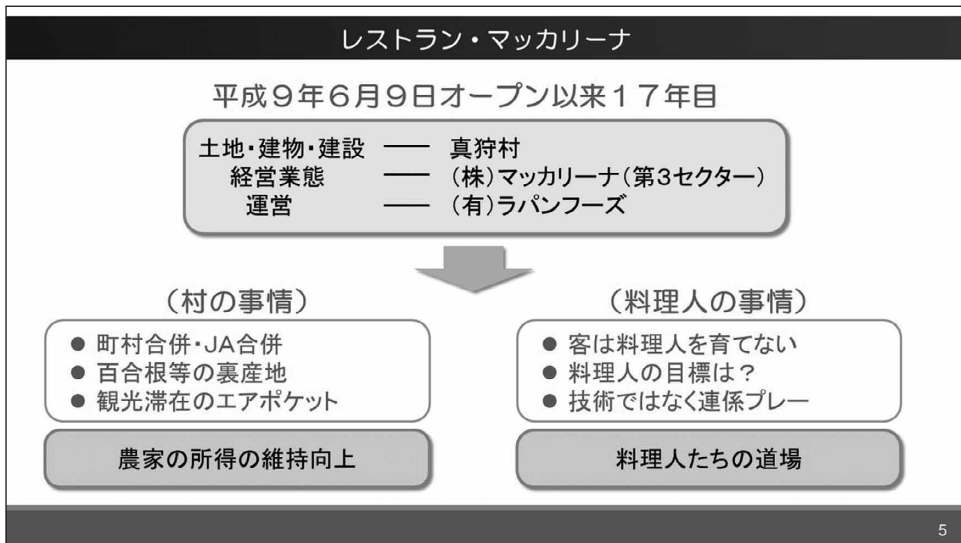 レストラン・マッカリーナ
平成9年6月9日オープン以来17年目
土地・建物・建設 ―― 真狩村
経営業態 ―― (株)マッカリーナ(第3セクター)
運営 ―― (有)ラパンフーズ
(村の事情)
● 町村合併・JA合併
● 百合根等の裏産地
● 観光滞在のエアポケット
農家の所得の維持向上
(料理人の事情)
● 客は料理人を育てない
● 料理人の目標は?
● 技術ではなく連係プレー
料理人たちの道場
5